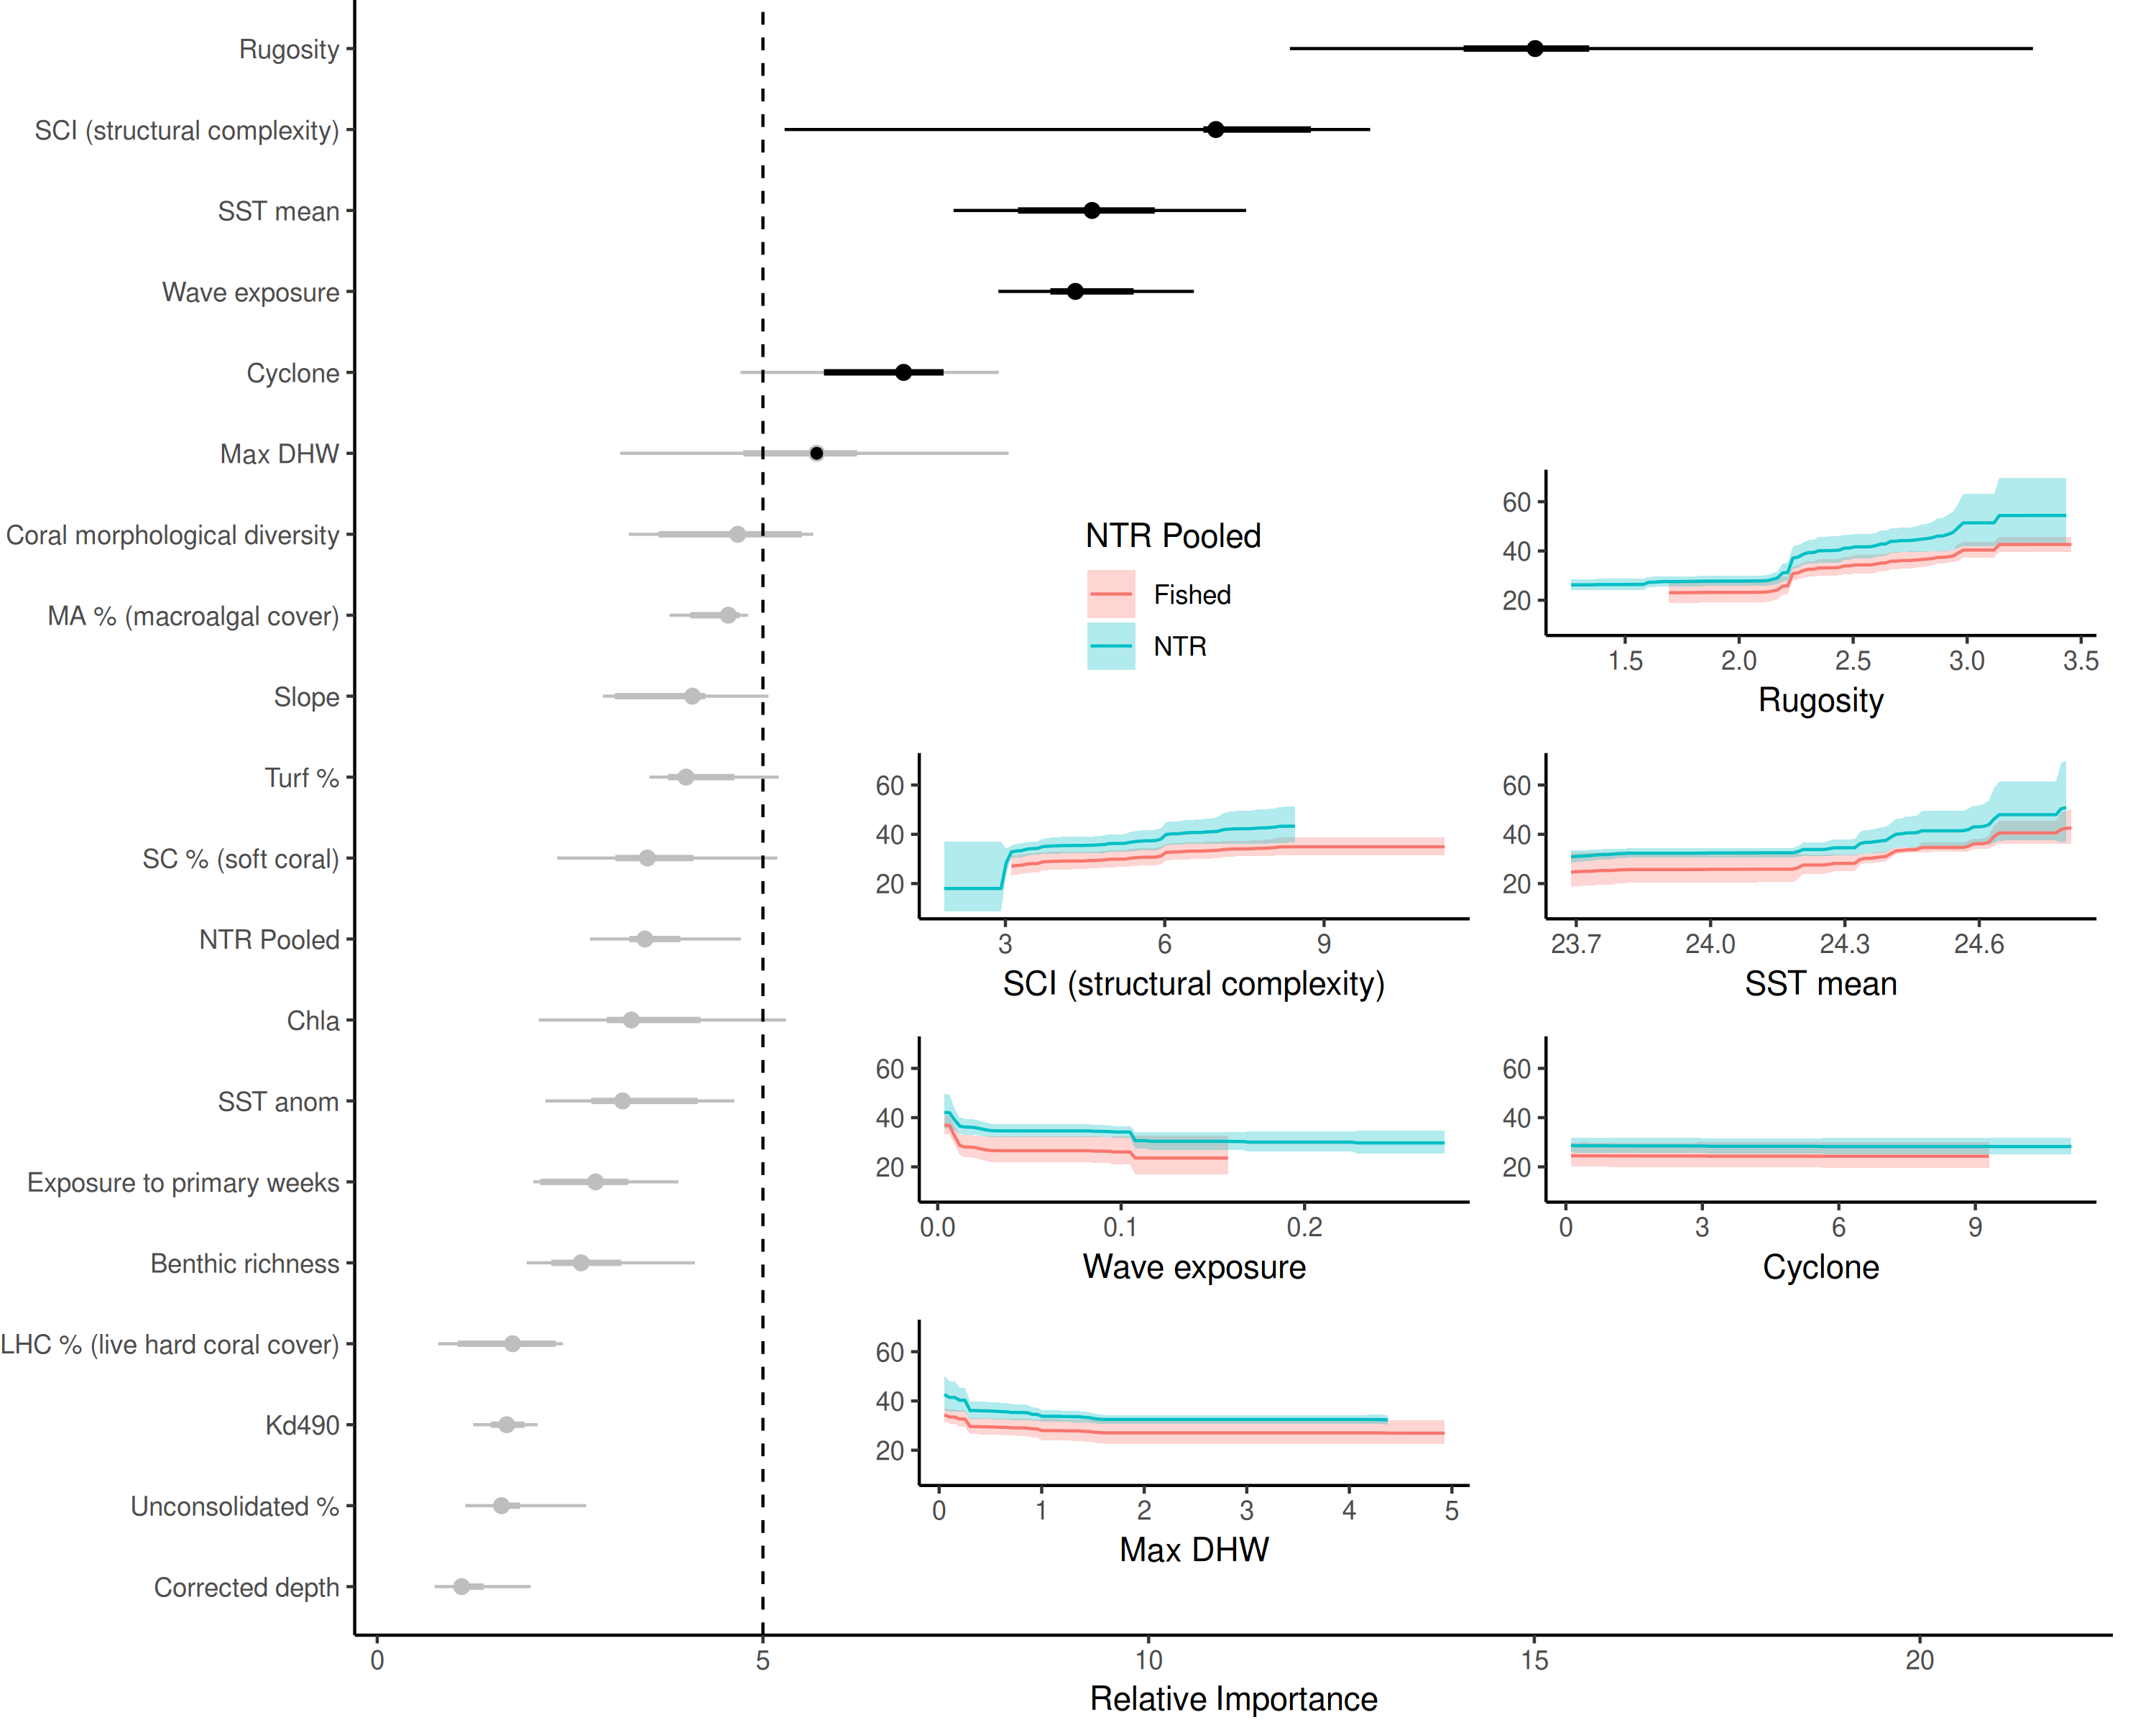 Rugosity
SCI (structural complexity)
SST mean
Wave exposure
Cyclone
Max DHW
Coral morphological diversity
MA % (macroalgal cover)
Slope
Turf %
SC % (soft coral)
NTR Pooled
Chla
SST anom
Exposure to primary weeks
Benthic richness
LHC % (live hard coral cover)
Kd490
Unconsolidated %
Corrected depth
0 5 10 15 20
Relative Importance
NTR Pooled
Fished
NTR
60
40
20
1.5 2.0 2.5 3.0 3.5
Rugosity
60
40
20
3 6 9
SCI (structural complexity)
60
40
20
23.7 24.0 24.3 24.6
SST mean
60
40
20
0.0 0.1 0.2
Wave exposure
60
40
20
0 3 6 9
Cyclone
60
40
20
0 1 2 3 4 5
Max DHW